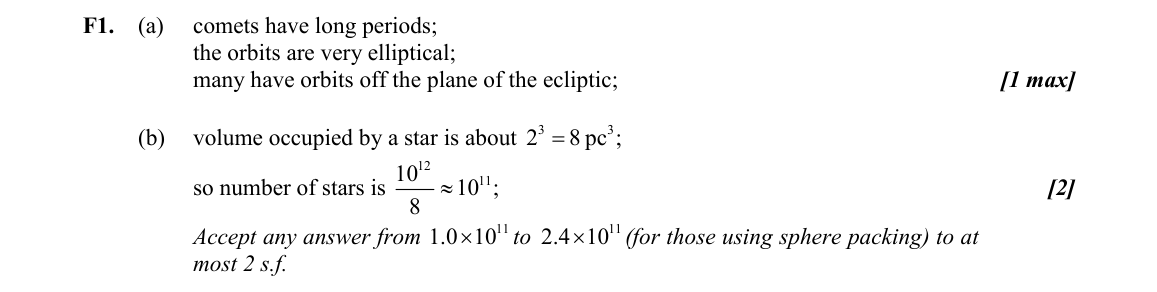 F1. (a) comets have long periods;
the orbits are very elliptical;
many have orbits off the plane of the ecliptic; [1 max]
(b) volume occupied by a star is about 2³ = 8 pc³;
so number of stars is 10¹²/8 ≈ 10¹¹; [2]
Accept any answer from 1.0×10¹¹ to 2.4×10¹¹ (for those using sphere packing) to at
most 2 s.f.